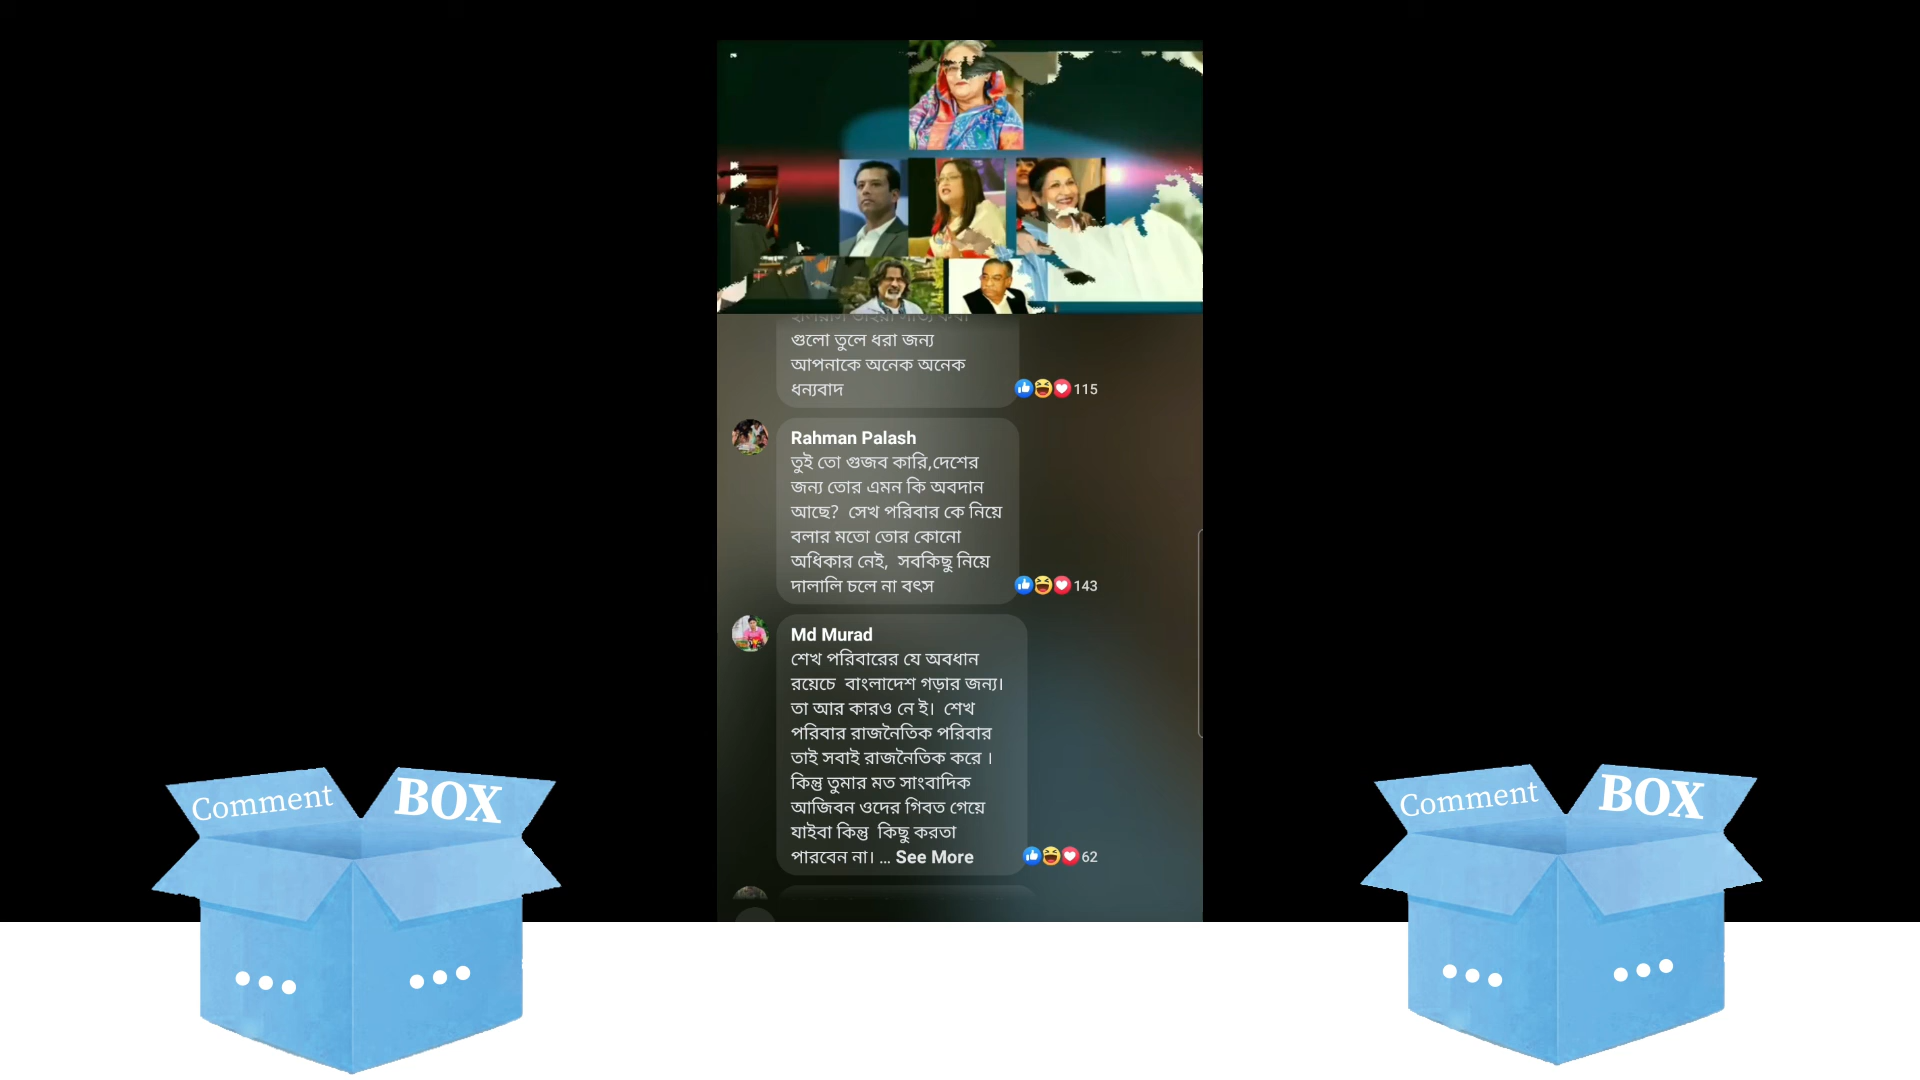 গুলো তুলে ধরা জন্য
আপনাকে অনেক অনেক
ধন্যবাদ
115
Rahman Palash
তুই তো গুজব কারি,দেশের
জন্য তোর এমন কি অবদান
আছে?  সেখ পরিবার কে নিয়ে
বলার মতো তোর কোনো
অধিকার নেই,  সবকিছু নিয়ে
দালালি চলে না বৎস
143
Md Murad
শেখ পরিবারের যে অবধান
রয়েচে  বাংলাদেশ গড়ার জন্য।
তা আর কারও নে ই।  শেখ
পরিবার রাজনৈতিক পরিবার
তাই সবাই রাজনৈতিক করে ।
কিন্তু তুমার মত সাংবাদিক
আজিবন ওদের গিবত গেয়ে
যাইবা কিন্তু  কিছু করতা
পারবেন না। ... See More
62
Comment BOX
Comment BOX